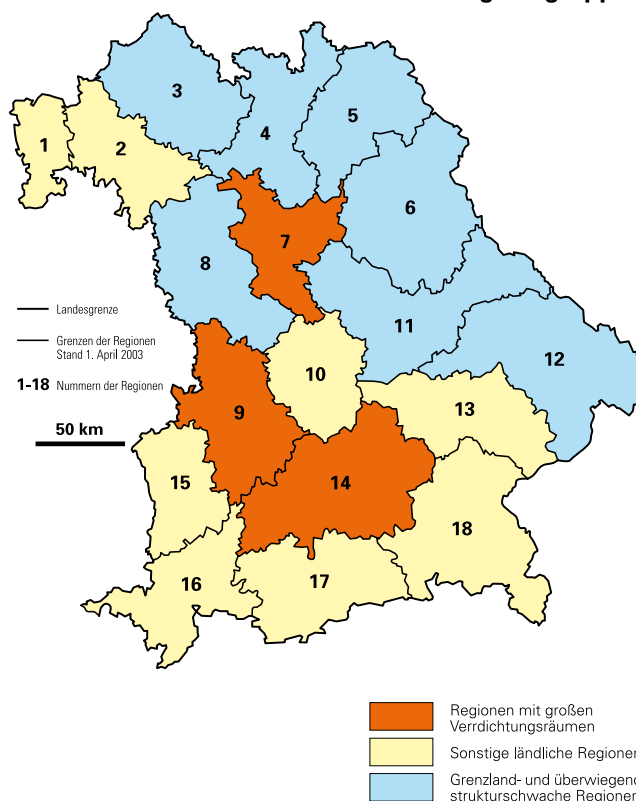 3
5
4
1
2
6
7
8
Landesgrenze
11
Grenzen der Regionen
Stand 1. April 2003
12
10
1-18 Nummern der Regionen
9
13
50 km
15
14
18
16
17
Regionen mit großen
Verrdichtungsräumen
Sonstige ländliche Regionen
Grenzland- und überwiegend
strukturschwache Regionen